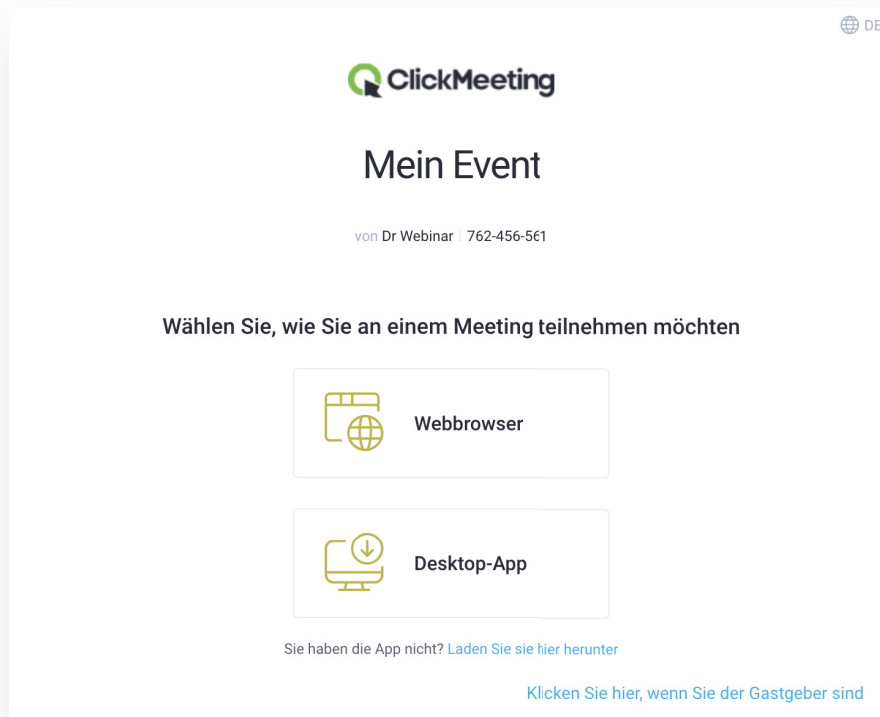 DE
ClickMeeting
Mein Event
von Dr Webinar | 762-456-561
Wählen Sie, wie Sie an einem Meeting teilnehmen möchten
Webbrowser
Desktop-App
Sie haben die App nicht? Laden Sie sie hier herunter
Klicken Sie hier, wenn Sie der Gastgeber sind